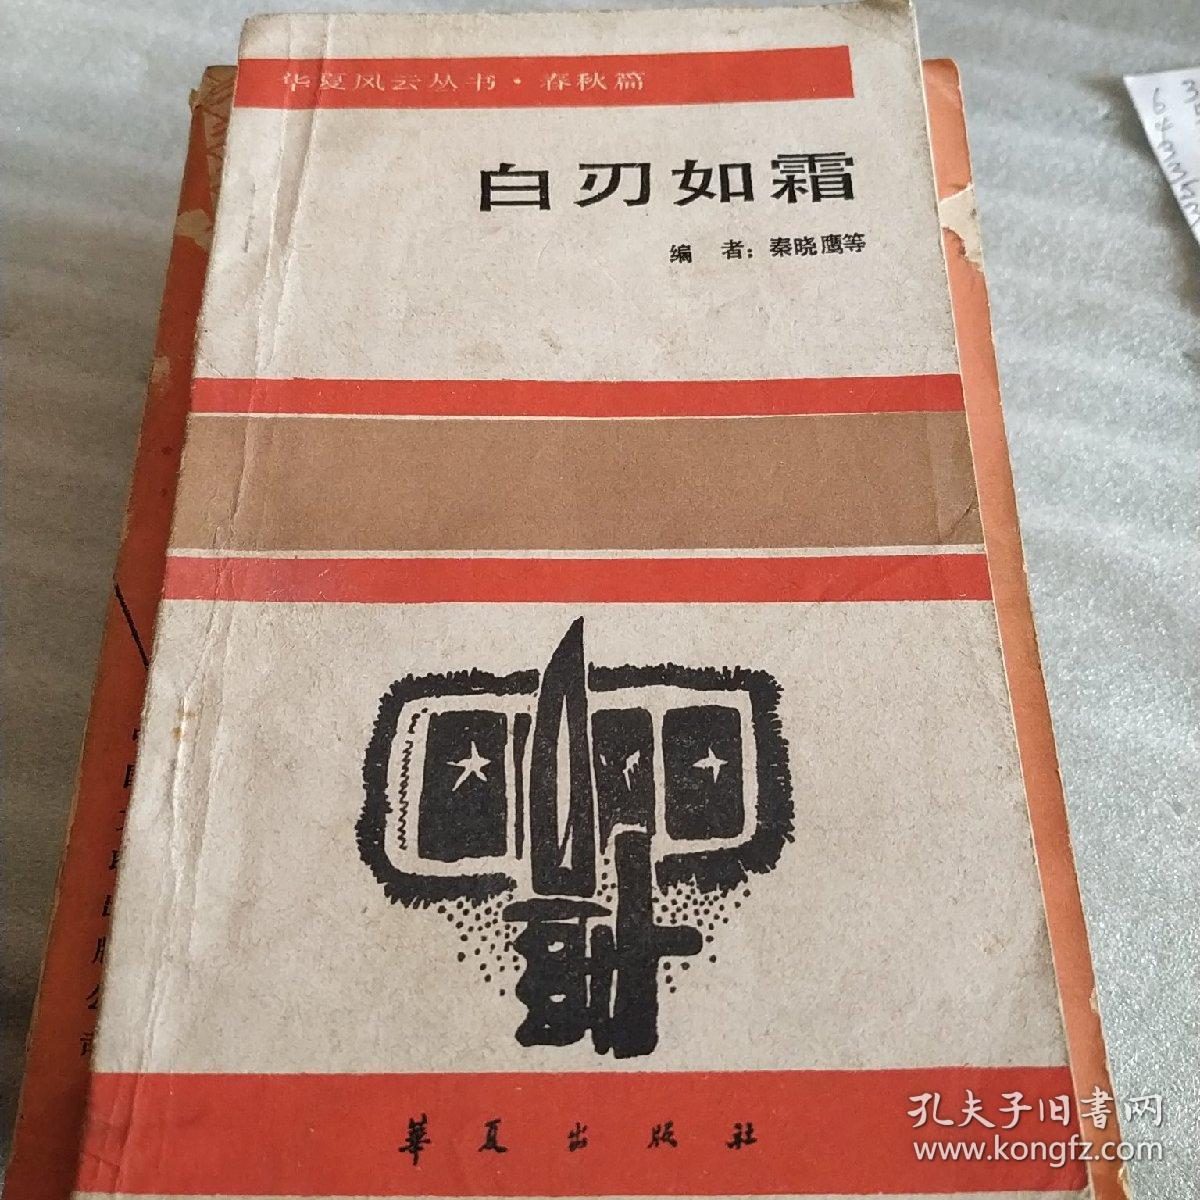 华夏风云丛书·春秋篇
白刃如霜
编 者：秦晓鹰等
華夏出版社
孔夫子旧書网
www.kongfz.com